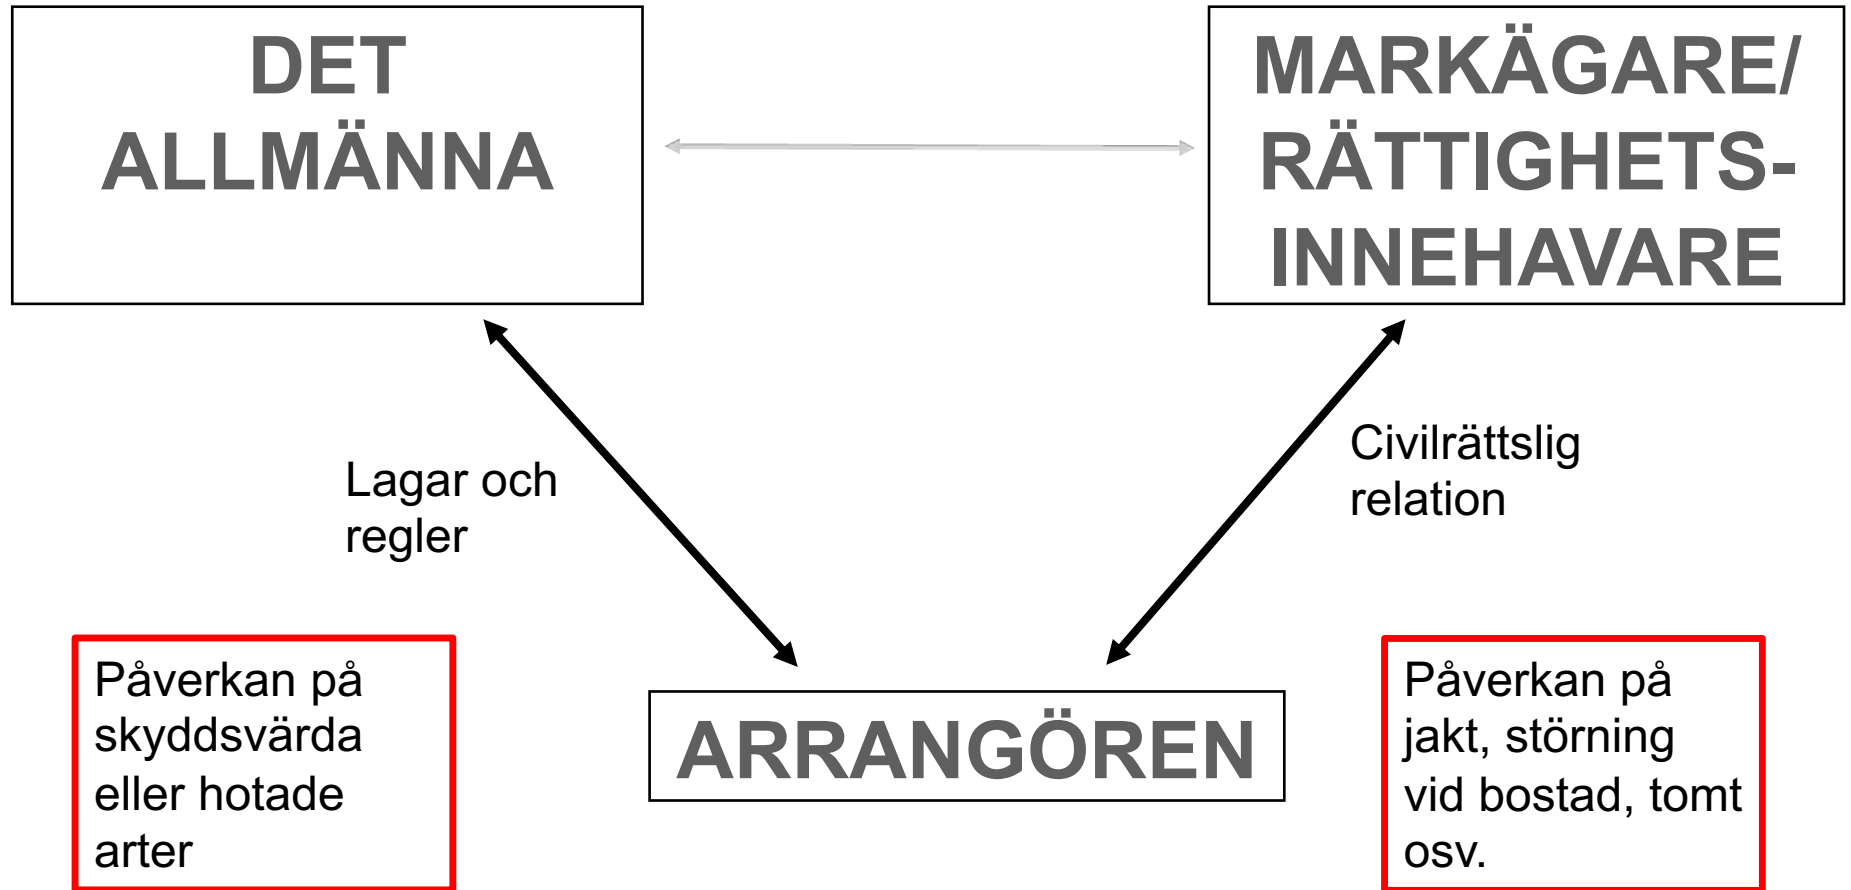 DET
ALLMÄNNA
MARKÄGARE/
RÄTTIGHETS-
INNEHAVARE
Lagar och
regler
Civilrättslig
relation
Påverkan på
skyddsvärda
eller hotade
arter
ARRANGÖREN
Påverkan på
jakt, störning
vid bostad, tomt
osv.